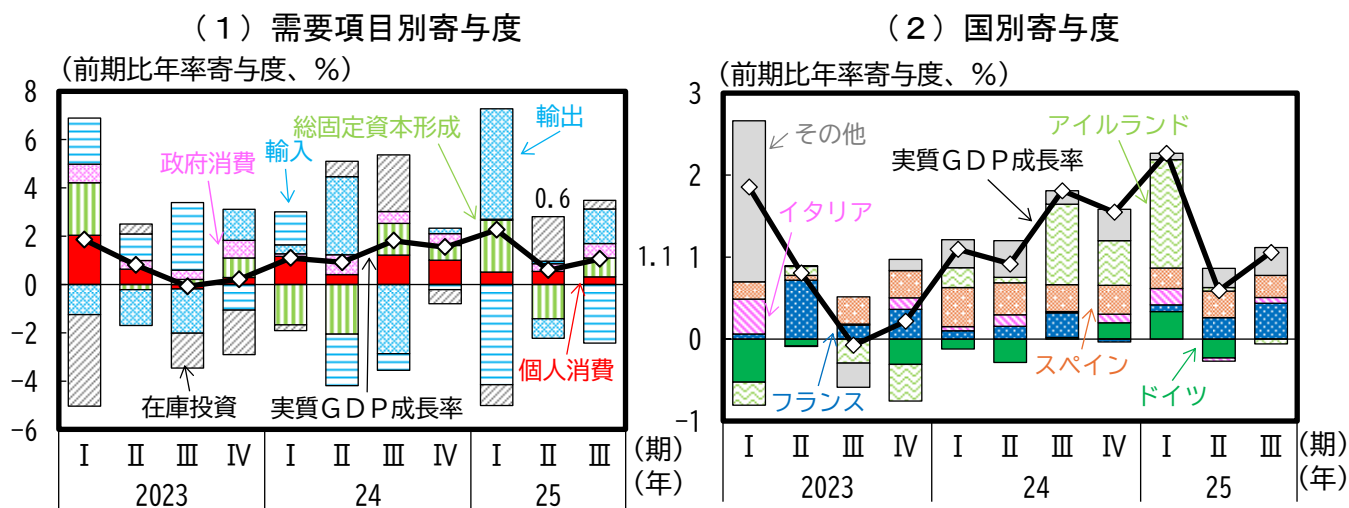 （１）需要項目別寄与度
（前期比年率寄与度、％）
8
6
4
2
0
-2
-4
-6
政府消費
輸入
総固定資本形成
輸出
0.6
1.1
在庫投資
実質ＧＤＰ成長率
個人消費
Ⅰ Ⅱ Ⅲ Ⅳ Ⅰ Ⅱ Ⅲ Ⅳ Ⅰ Ⅱ Ⅲ （期）
2023 24 25 （年）
（２）国別寄与度
（前期比年率寄与度、％）
3
2
1
0
-1
その他
アイルランド
実質ＧＤＰ成長率
イタリア
フランス
スペイン
ドイツ
Ⅰ Ⅱ Ⅲ Ⅳ Ⅰ Ⅱ Ⅲ Ⅳ Ⅰ Ⅱ Ⅲ （期）
2023 24 25 （年）